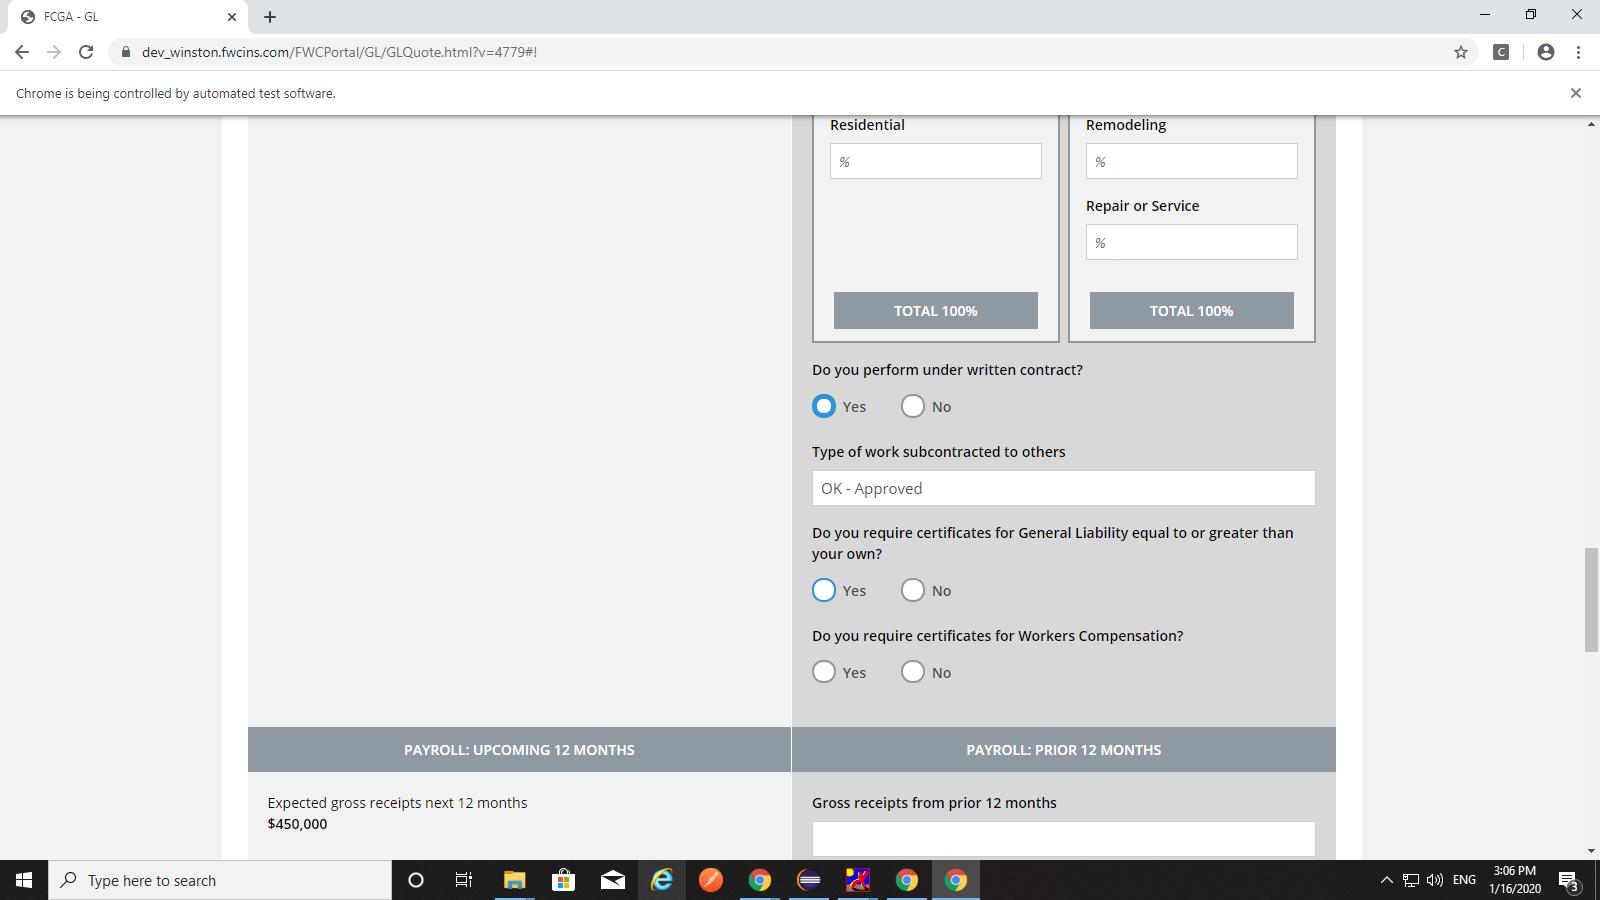 FCGA - GL
dev_winston.fwcins.com/FWCPortal/GL/GLQuote.html?v=4779#!
C
Chrome is being controlled by automated test software.
Residential
Remodeling
%
%
Repair or Service
%
TOTAL 100%
TOTAL 100%
Do you perform under written contract?
Yes No
Type of work subcontracted to others
OK - Approved
Do you require certificates for General Liability equal to or greater than
your own?
Yes No
Do you require certificates for Workers Compensation?
Yes No
PAYROLL: UPCOMING 12 MONTHS
PAYROLL: PRIOR 12 MONTHS
Expected gross receipts next 12 months
$450,000
Gross receipts from prior 12 months
Type here to search
ENG
3:06 PM
1/16/2020
3